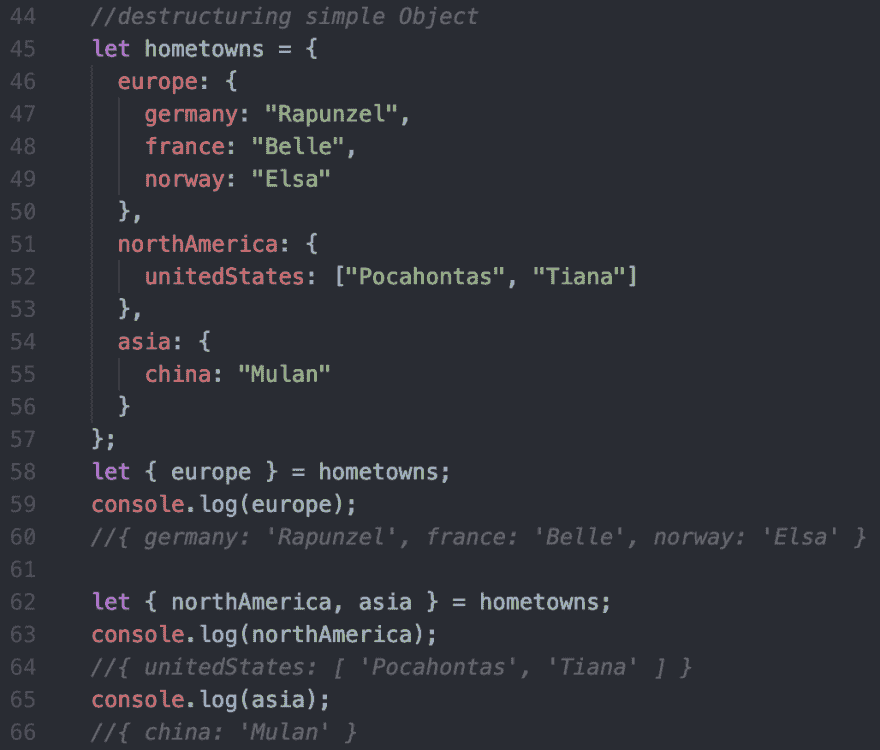 44 //destructuring simple Object
45 let hometowns = {
46 europe: {
47 germany: "Rapunzel",
48 france: "Belle",
49 norway: "Elsa"
50 },
51 northAmerica: {
52 unitedStates: ["Pocahontas", "Tiana"]
53 },
54 asia: {
55 china: "Mulan"
56 }
57 };
58 let { europe } = hometowns;
59 console.log(europe);
60 //{ germany: 'Rapunzel', france: 'Belle', norway: 'Elsa' }
61
62 let { northAmerica, asia } = hometowns;
63 console.log(northAmerica);
64 //{ unitedStates: [ 'Pocahontas', 'Tiana' ] }
65 console.log(asia);
66 //{ china: 'Mulan' }